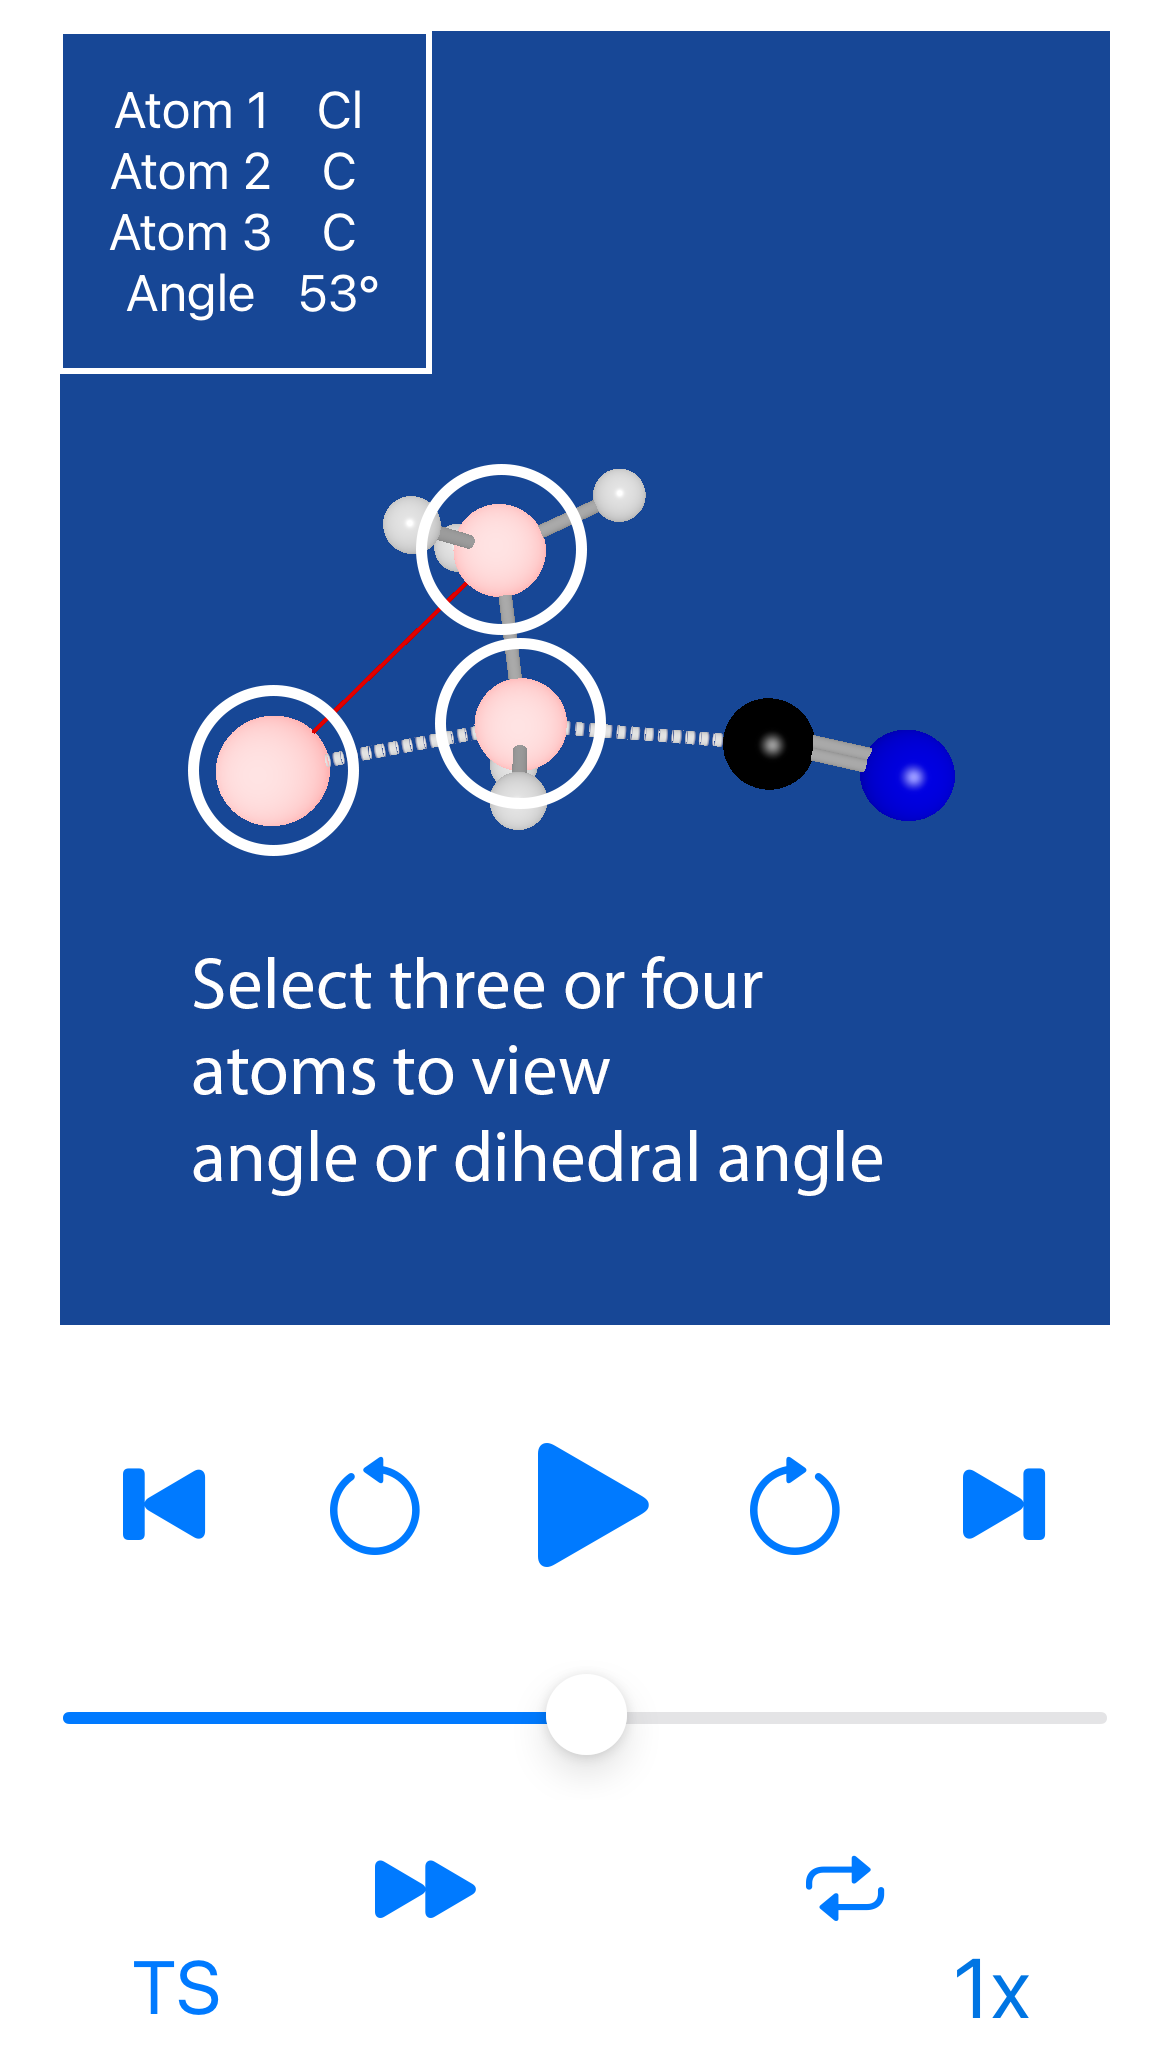 Atom 1 Cl
Atom 2 C
Atom 3 C
Angle 53°
Select three or four
atoms to view
angle or dihedral angle
TS
1x